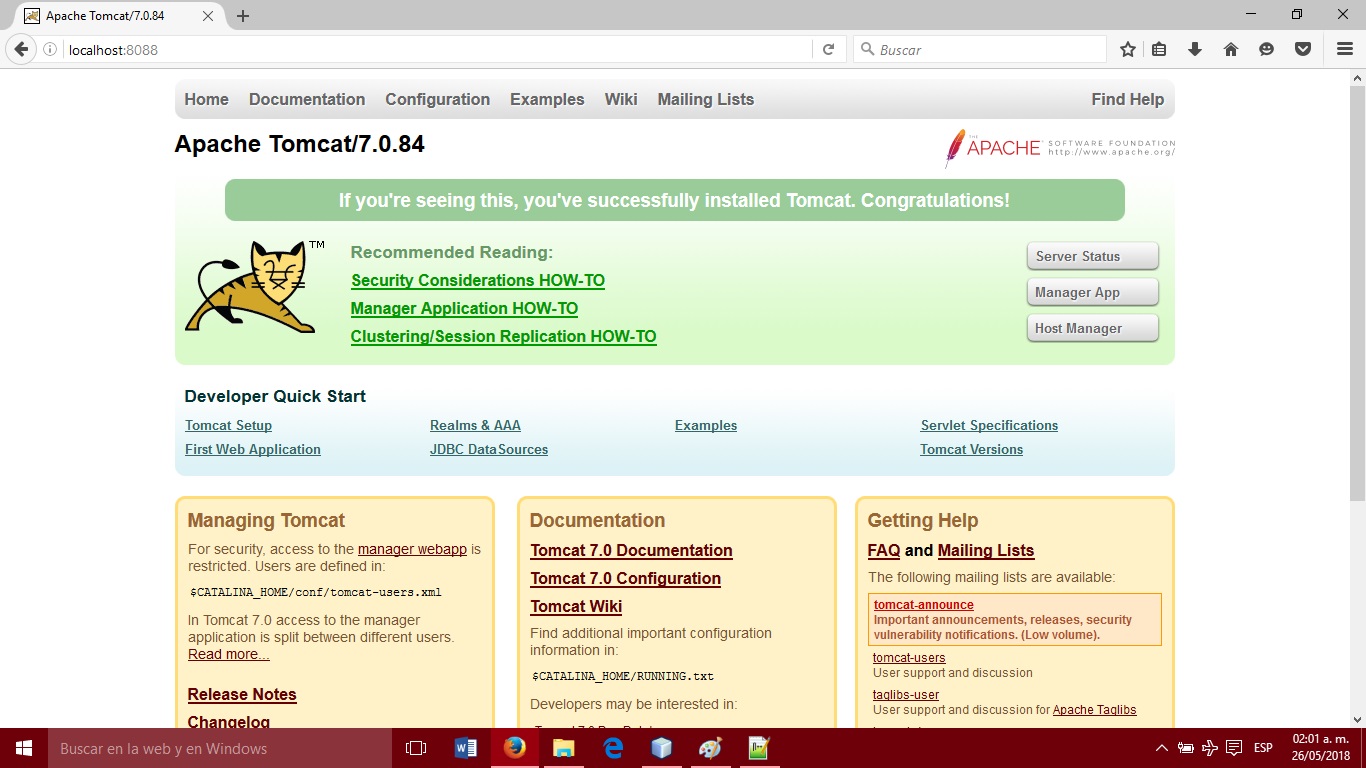 Apache Tomcat/7.0.84
localhost:8088
Buscar
Home Documentation Configuration Examples Wiki Mailing Lists Find Help
Apache Tomcat/7.0.84
THE APACHE SOFTWARE FOUNDATION
http://www.apache.org/
If you're seeing this, you've successfully installed Tomcat. Congratulations!
TM
Recommended Reading:
Security Considerations HOW-TO
Manager Application HOW-TO
Clustering/Session Replication HOW-TO
Server Status
Manager App
Host Manager
Developer Quick Start
Tomcat Setup
First Web Application
Realms & AAA
JDBC DataSources
Examples
Servlet Specifications
Tomcat Versions
Managing Tomcat
For security, access to the manager webapp is
restricted. Users are defined in:
$CATALINA_HOME/conf/tomcat-users.xml
In Tomcat 7.0 access to the manager
application is split between different users.
Read more...
Release Notes
Changelog
Documentation
Tomcat 7.0 Documentation
Tomcat 7.0 Configuration
Tomcat Wiki
Find additional important configuration
information in:
$CATALINA_HOME/RUNNING.txt
Developers may be interested in:
Getting Help
FAQ and Mailing Lists
The following mailing lists are available:
tomcat-announce
Important announcements, releases, security
vulnerability notifications. (Low volume).
tomcat-users
User support and discussion
taglibs-user
User support and discussion for Apache Taglibs
Buscar en la web y en Windows
ESP
02:01 a. m.
26/05/2018